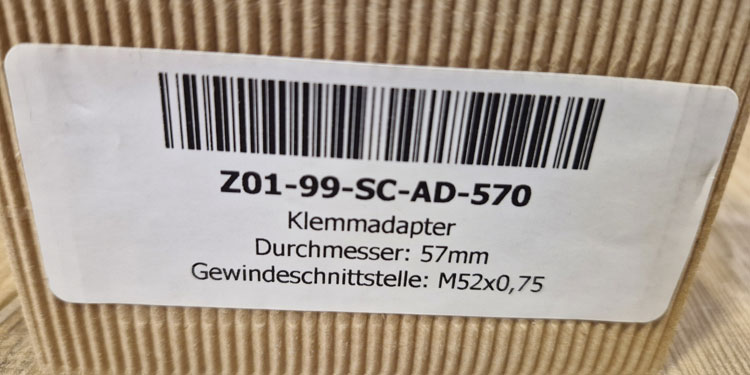 Z01-99-SC-AD-570
Klemmadapter
Durchmesser: 57mm
Gewindeschnittstelle: M52x0,75